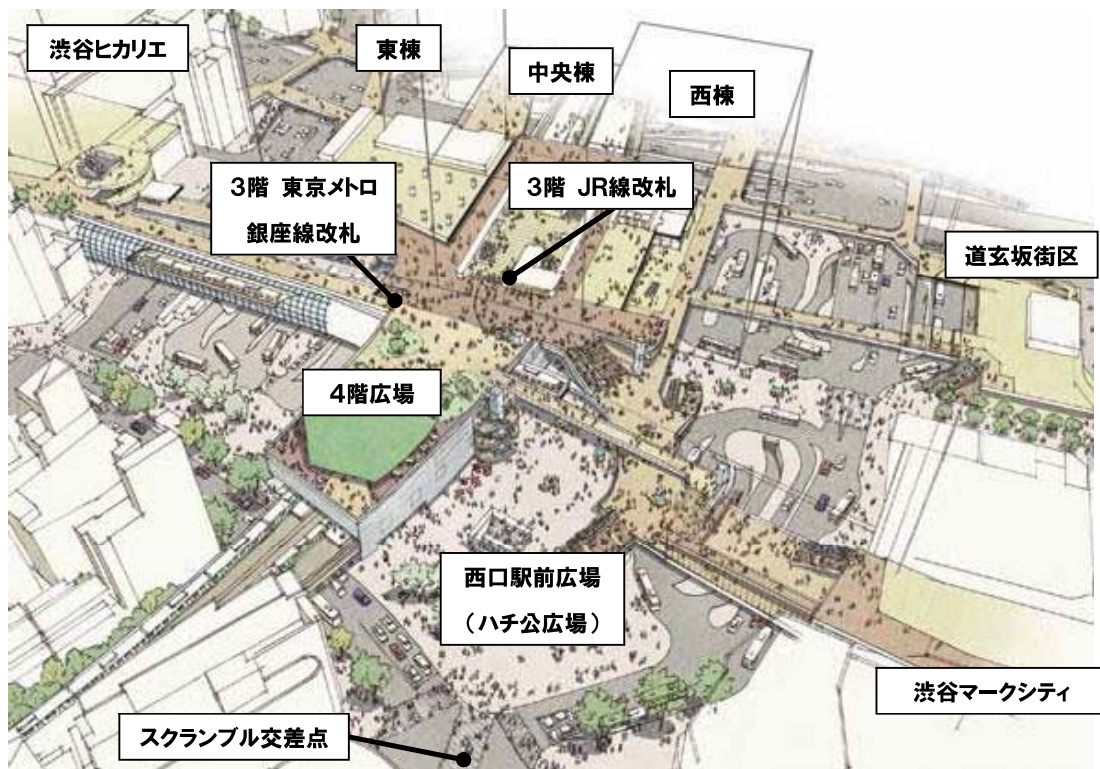 渋谷ヒカリエ
東棟
中央棟
西棟
3階 東京メトロ
銀座線改札
3階 JR線改札
道玄坂街区
4階広場
西口駅前広場
（ハチ公広場）
渋谷マークシティ
スクランブル交差点